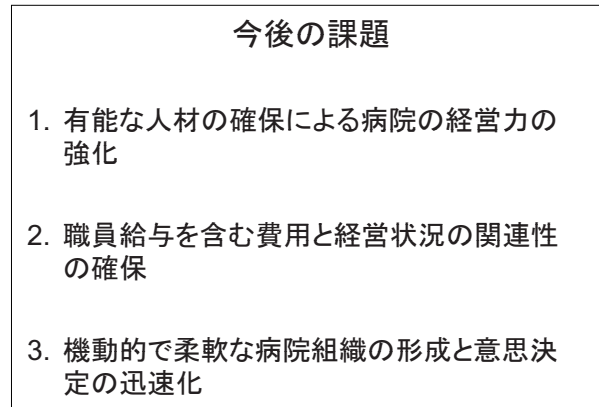 今後の課題
1. 有能な人材の確保による病院の経営力の
強化
2. 職員給与を含む費用と経営状況の関連性
の確保
3. 機動的で柔軟な病院組織の形成と意思決
定の迅速化